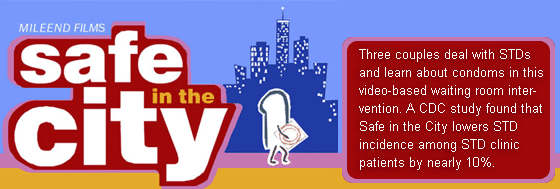 MILEEND FILMS
safe
in the
city
Three couples deal with STDs
and learn about condoms in this
video-based waiting room inter-
vention. A CDC study found that
Safe in the City lowers STD
incidence among STD clinic
patients by nearly 10%.